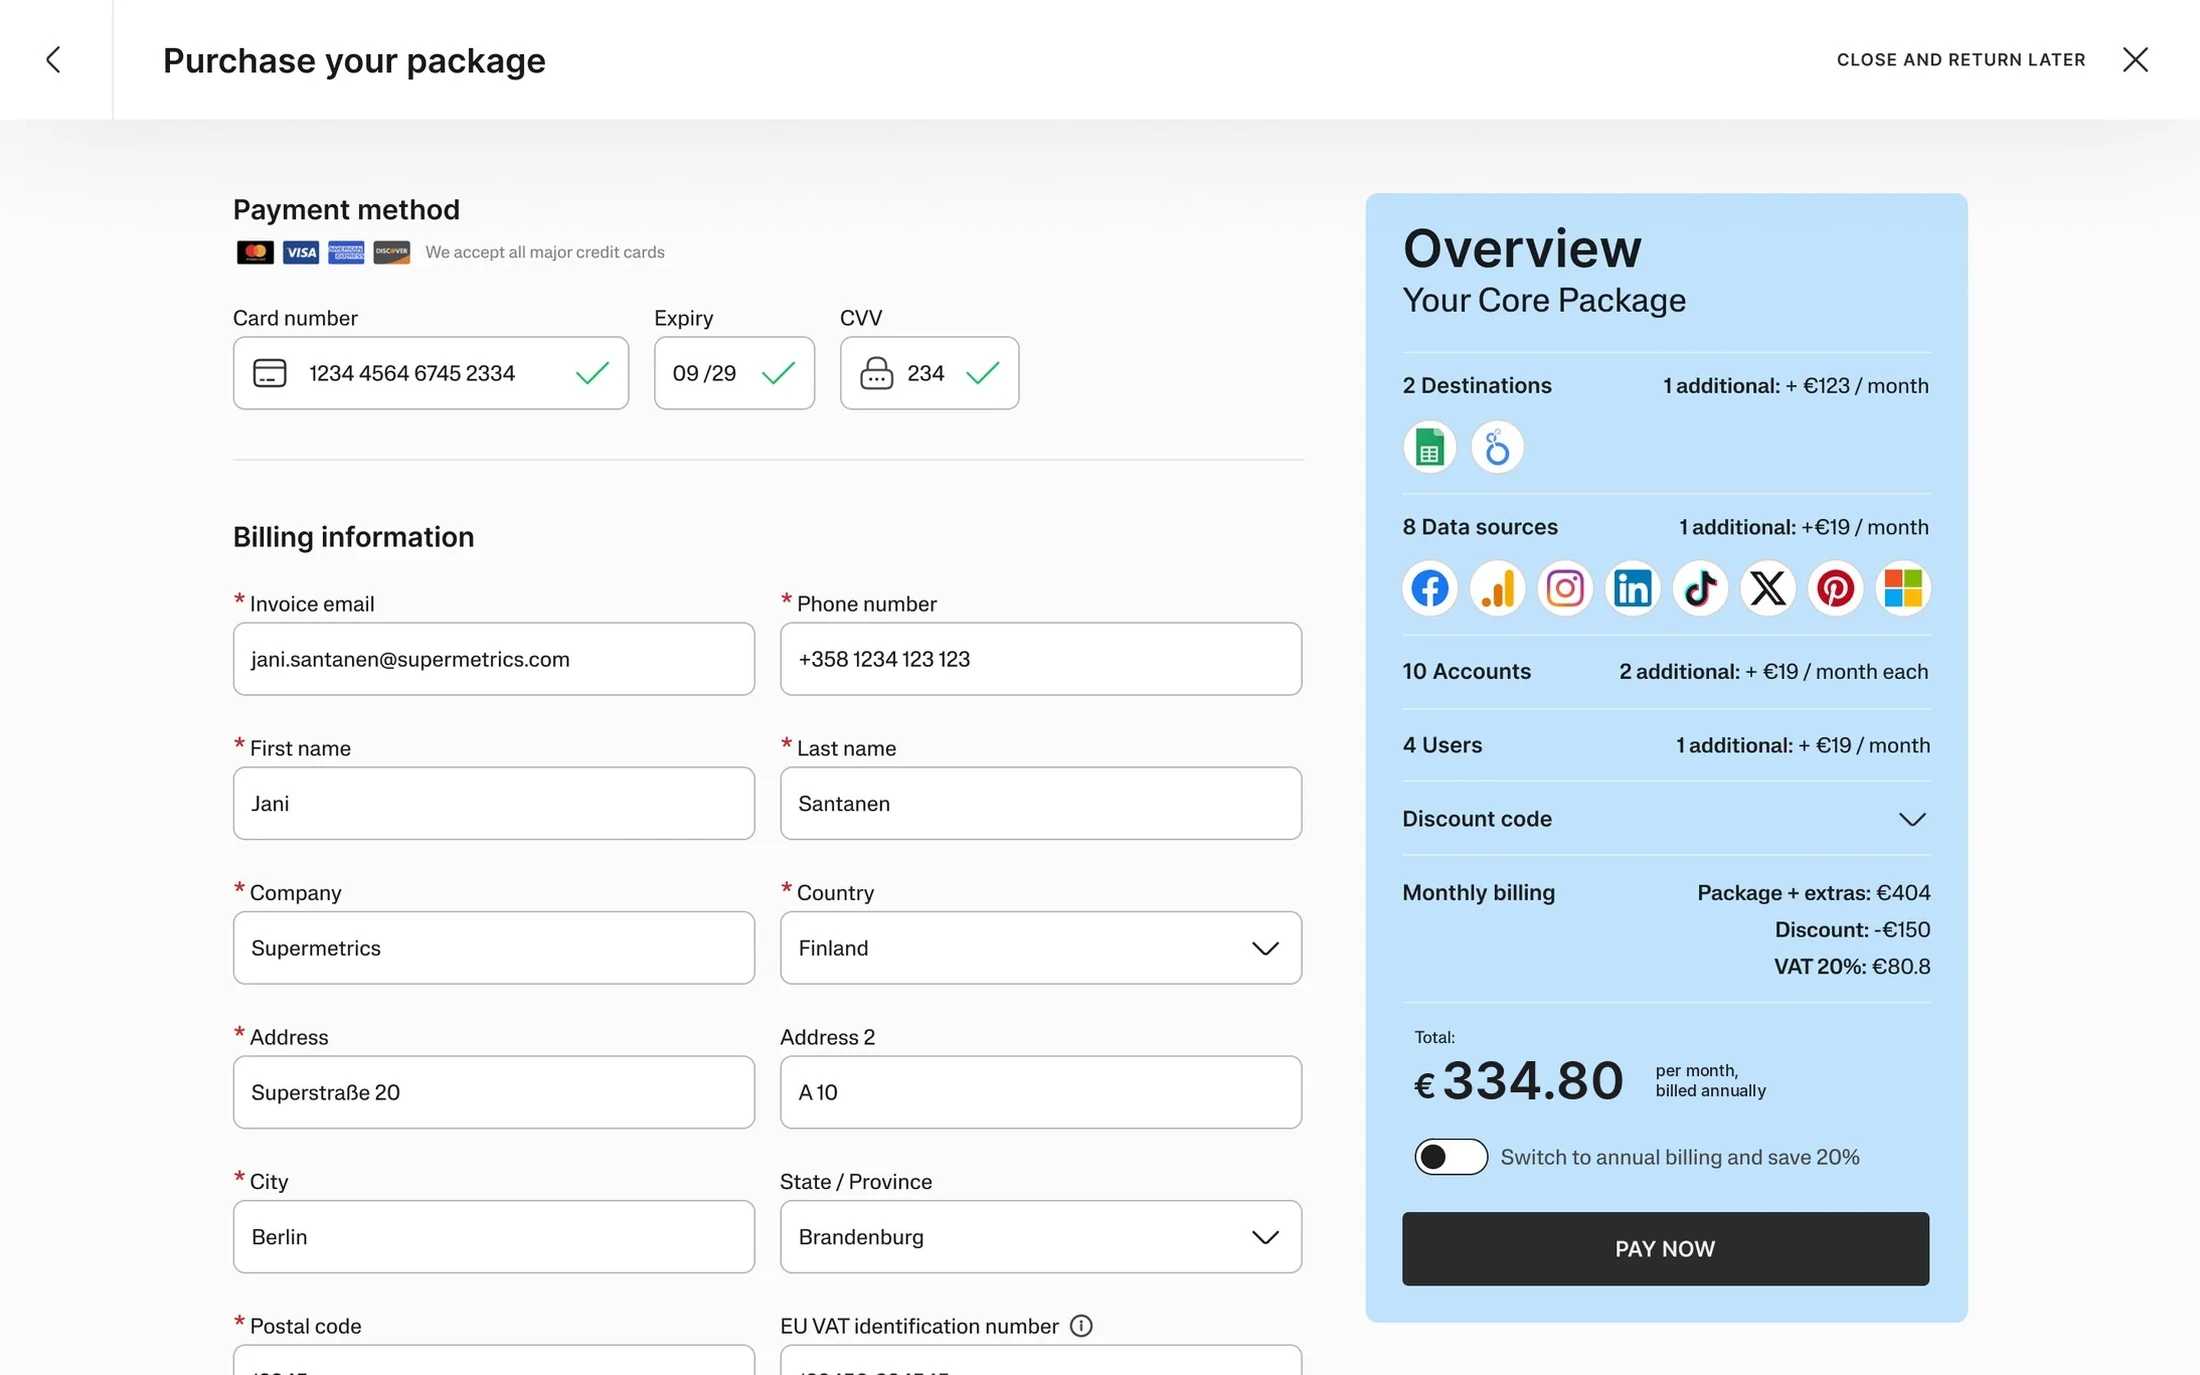 Purchase your package
CLOSE AND RETURN LATER
Payment method
VISA
AMERICAN EXPRESS
DISCOVER
We accept all major credit cards
Card number
1234 4564 6745 2334
Expiry
09 /29
CVV
234
Billing information
* Invoice email
jani.santanen@supermetrics.com
* Phone number
+358 1234 123 123
* First name
Jani
* Last name
Santanen
* Company
Supermetrics
* Country
Finland
* Address
Superstraße 20
Address 2
A 10
* City
Berlin
State / Province
Brandenburg
* Postal code
EU VAT identification number
Overview
Your Core Package
2 Destinations
1 additional: + €123 / month
8 Data sources
1 additional: +€19 / month
10 Accounts
2 additional: + €19 / month each
4 Users
1 additional: + €19 / month
Discount code
Monthly billing
Package + extras: €404
Discount: -€150
VAT 20%: €80.8
Total:
€ 334.80
per month,
billed annually
Switch to annual billing and save 20%
PAY NOW